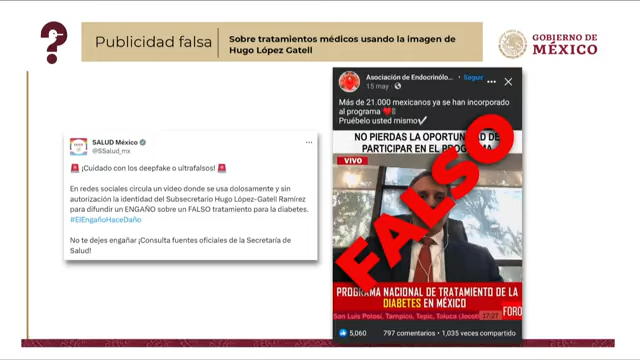 ?
Publicidad falsa
Sobre tratamientos médicos usando la imagen de
Hugo López Gatell
GOBIERNO DE
MÉXICO
SALUD México
@SSalud_mx
¡Cuidado con los deepfake o ultrafalsos!
En redes sociales circula un video donde se usa dolosamente y sin
autorización la identidad del Subsecretario Hugo López-Gatell Ramírez
para difundir un ENGAÑO sobre un FALSO tratamiento para la diabetes.
#ElEngañoHaceDaño
No te dejes engañar ¡Consulta fuentes oficiales de la Secretaría de
Salud!
Asociación de Endocrinólo... · Seguir
15 may ·
Más de 21.000 mexicanos ya se han incorporado
al programa
Pruébelo usted mismo
NO PIERDAS LA OPORTUNIDAD DE
PARTICIPAR EN EL PROGRAMA
VIVO
FALSO
PROGRAMA NACIONAL DE TRATAMIENTO DE LA
DIABETES EN MÉXICO
San Luis Potosí, Tampico, Tepic, Toluca (Jocot
17:27
FORO
5,060
797 comentarios • 1,035 veces compartido